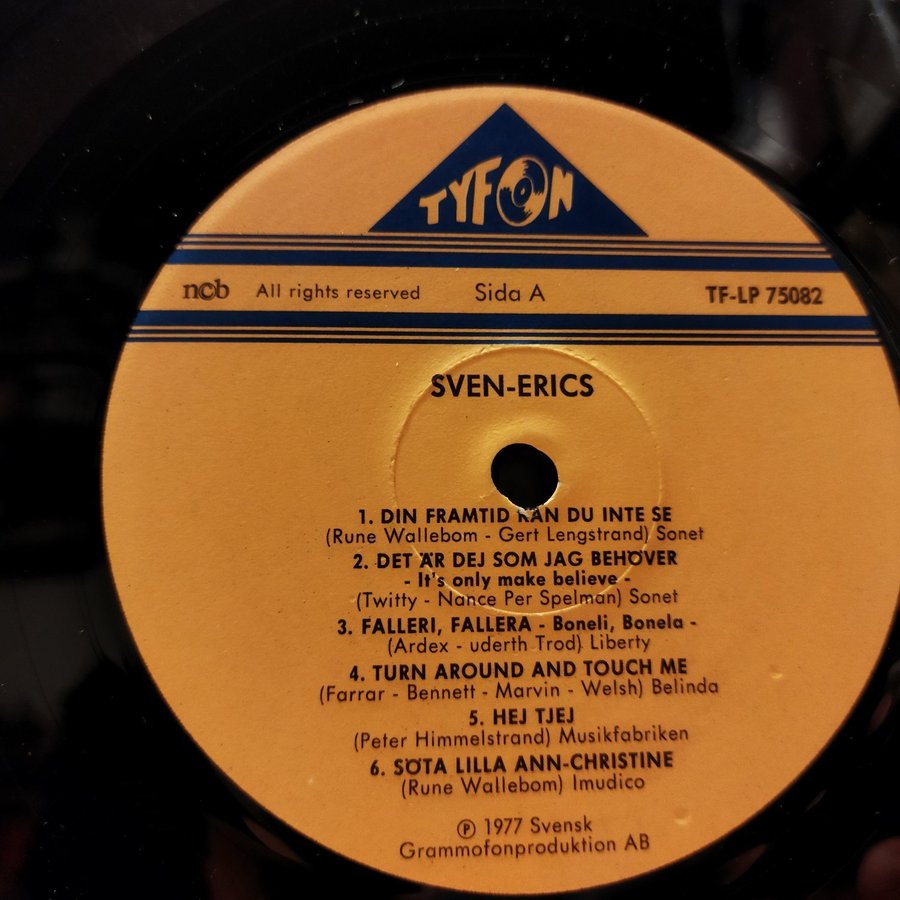 TYFON
ncb All rights reserved Sida A TF-LP 75082
SVEN-ERICS
1. DIN FRAMTID KAN DU INTE SE
(Rune Wallebom - Gert Lengstrand) Sonet
2. DET ÄR DEJ SOM JAG BEHÖVER
- It's only make believe -
(Twitty - Nance Per Spelman) Sonet
3. FALLERI, FALLERA - Boneli, Bonela -
(Ardex - uderth Trod) Liberty
4. TURN AROUND AND TOUCH ME
(Farrar - Bennett - Marvin - Welsh) Belinda
5. HEJ TJEJ
(Peter Himmelstrand) Musikfabriken
6. SÖTA LILLA ANN-CHRISTINE
(Rune Wallebom) Imudico
℗ 1977 Svensk
Grammofonproduktion AB